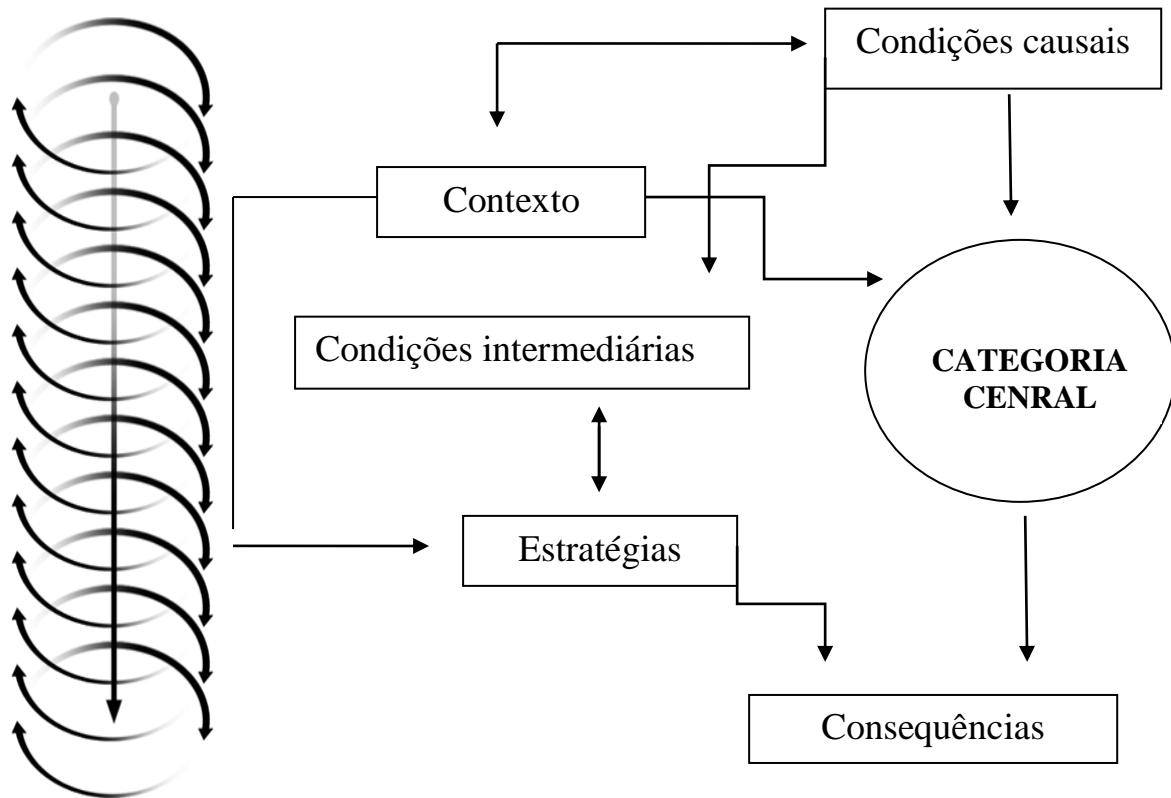 Condições causais
Contexto
Condições intermediárias
CATEGORIA
CENRAL
Estratégias
Consequências